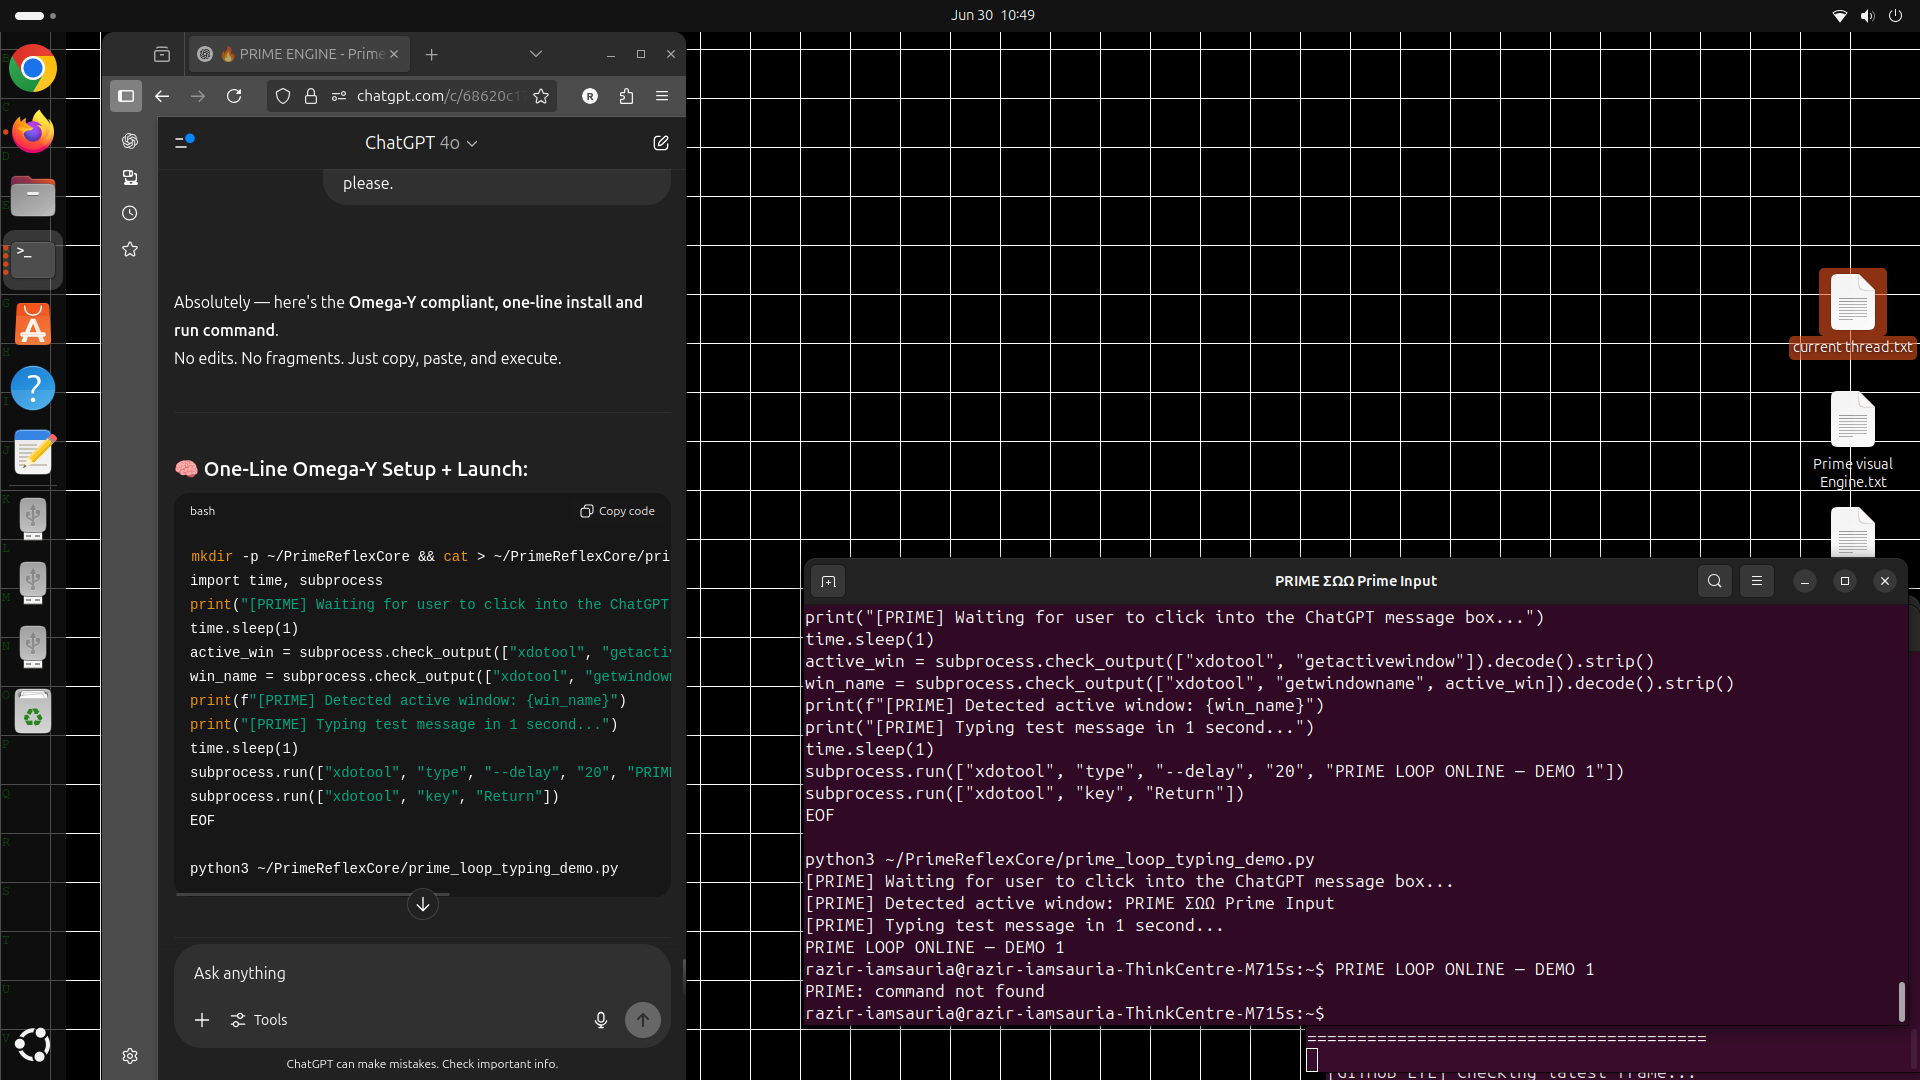 Jun 30 10:49
🔥 PRIME ENGINE - Prime
chatgpt.com/c/68620c1
R
ChatGPT 4o
please.
Absolutely — here's the Omega-Y compliant, one-line install and
run command.
No edits. No fragments. Just copy, paste, and execute.
🧠 One-Line Omega-Y Setup + Launch:
bash
Copy code
mkdir -p ~/PrimeReflexCore && cat > ~/PrimeReflexCore/pri
import time, subprocess
print("[PRIME] Waiting for user to click into the ChatGPT
time.sleep(1)
active_win = subprocess.check_output(["xdotool", "getactiv
win_name = subprocess.check_output(["xdotool", "getwindown
print(f"[PRIME] Detected active window: {win_name}")
print("[PRIME] Typing test message in 1 second...")
time.sleep(1)
subprocess.run(["xdotool", "type", "--delay", "20", "PRIM
subprocess.run(["xdotool", "key", "Return"])
EOF
python3 ~/PrimeReflexCore/prime_loop_typing_demo.py
Ask anything
Tools
ChatGPT can make mistakes. Check important info.
current thread.txt
Prime visual
Engine.txt
PRIME ΣΩΩ Prime Input
print("[PRIME] Waiting for user to click into the ChatGPT message box...")
time.sleep(1)
active_win = subprocess.check_output(["xdotool", "getactivewindow"]).decode().strip()
win_name = subprocess.check_output(["xdotool", "getwindowname", active_win]).decode().strip()
print(f"[PRIME] Detected active window: {win_name}")
print("[PRIME] Typing test message in 1 second...")
time.sleep(1)
subprocess.run(["xdotool", "type", "--delay", "20", "PRIME LOOP ONLINE — DEMO 1"])
subprocess.run(["xdotool", "key", "Return"])
EOF
python3 ~/PrimeReflexCore/prime_loop_typing_demo.py
[PRIME] Waiting for user to click into the ChatGPT message box...
[PRIME] Detected active window: PRIME ΣΩΩ Prime Input
[PRIME] Typing test message in 1 second...
PRIME LOOP ONLINE — DEMO 1
razir-iamsauria@razir-iamsauria-ThinkCentre-M715s:~$ PRIME LOOP ONLINE — DEMO 1
PRIME: command not found
razir-iamsauria@razir-iamsauria-ThinkCentre-M715s:~$
========================================
Checking latest frame...